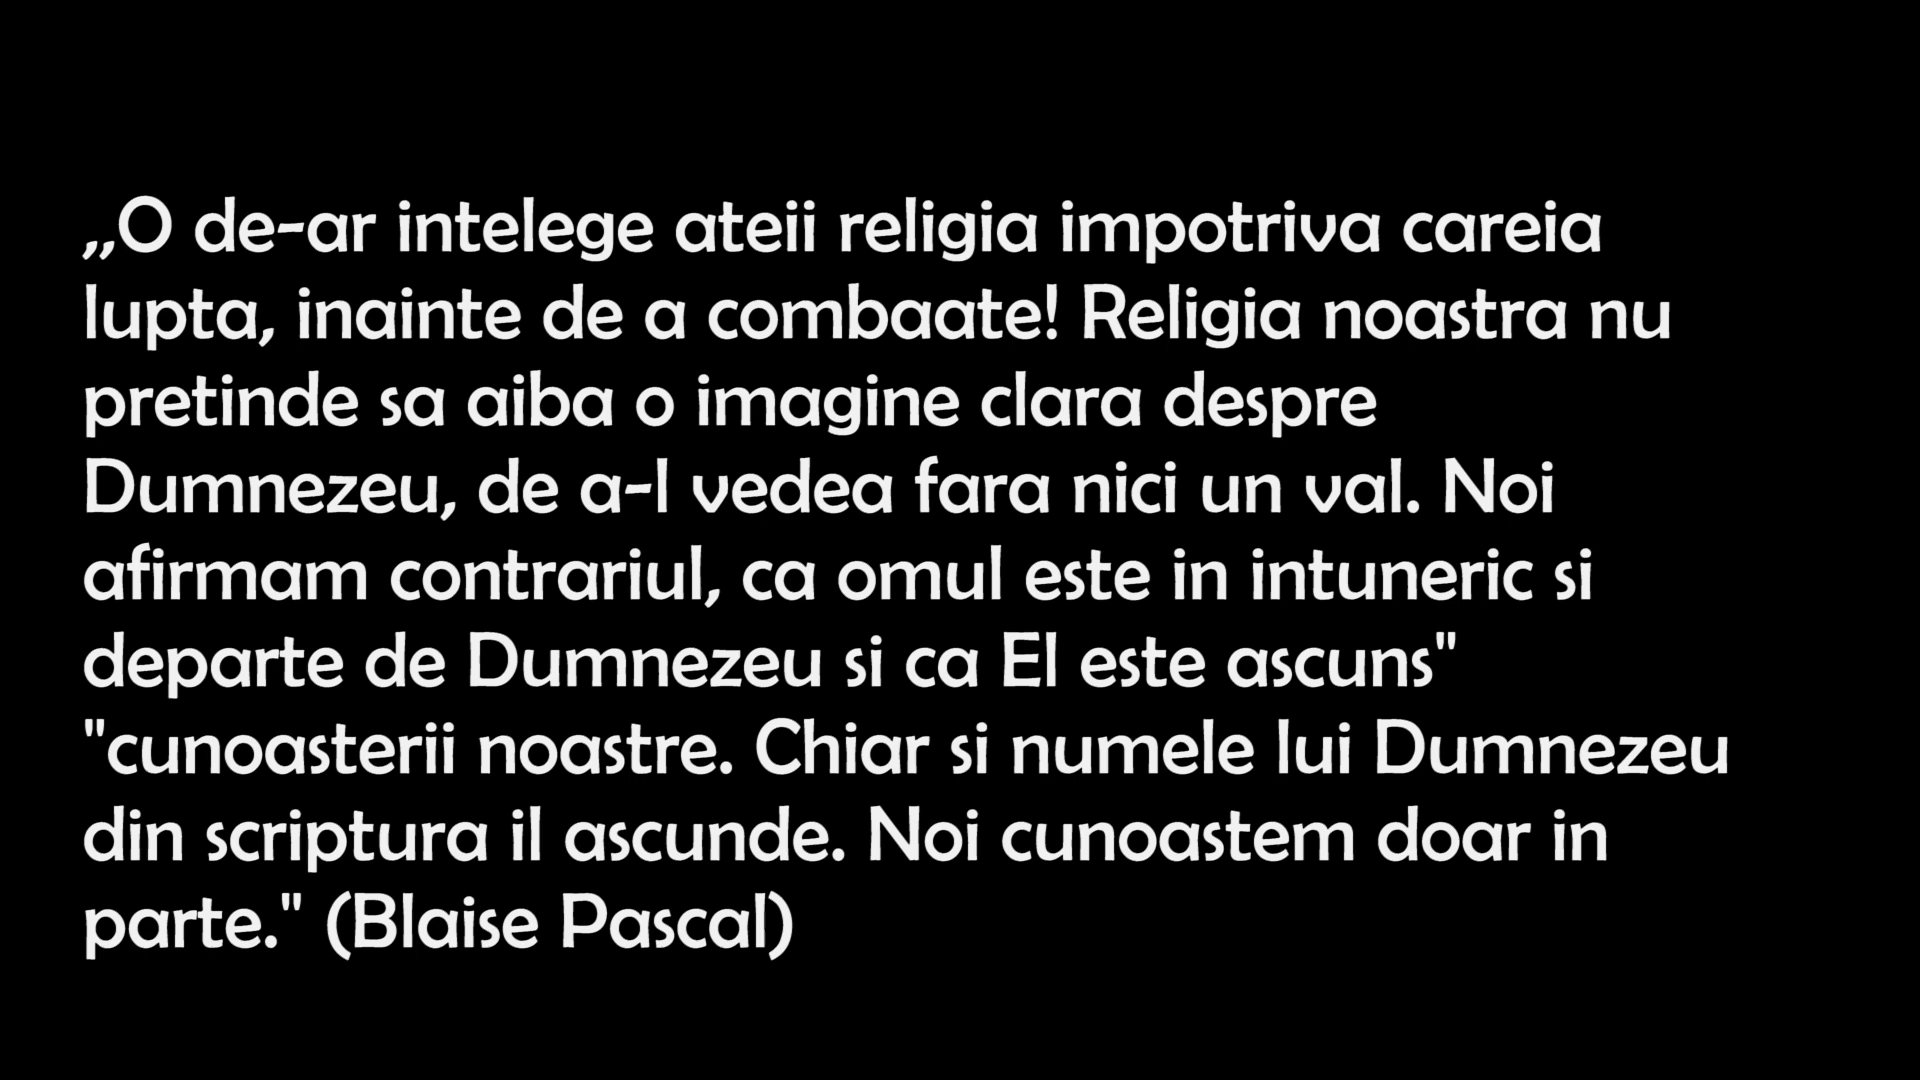 „O de-ar intelege ateii religia impotriva careia
lupta, inainte de a combaate! Religia noastra nu
pretinde sa aiba o imagine clara despre
Dumnezeu, de a-l vedea fara nici un val. Noi
afirmam contrariul, ca omul este in intuneric si
departe de Dumnezeu si ca El este ascuns"
"cunoasterii noastre. Chiar si numele lui Dumnezeu
din scriptura il ascunde. Noi cunoastem doar in
parte." (Blaise Pascal)